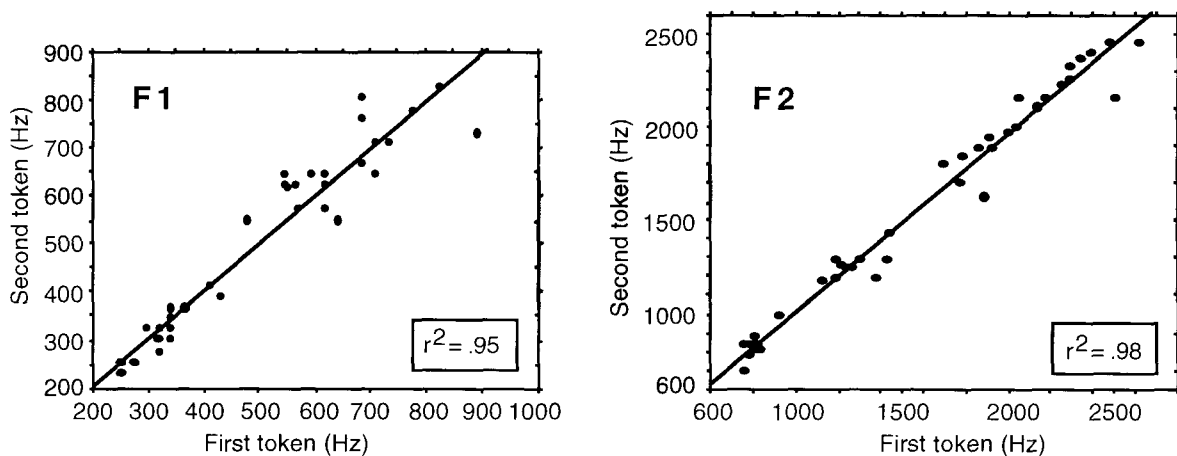 900
800
700
600
500
400
300
200
Second token (Hz)
F1
r² = .95
200 300 400 500 600 700 800 900 1000
First token (Hz)
2500
2000
1500
1000
600
Second token (Hz)
F2
r² = .98
600 1000 1500 2000 2500
First token (Hz)